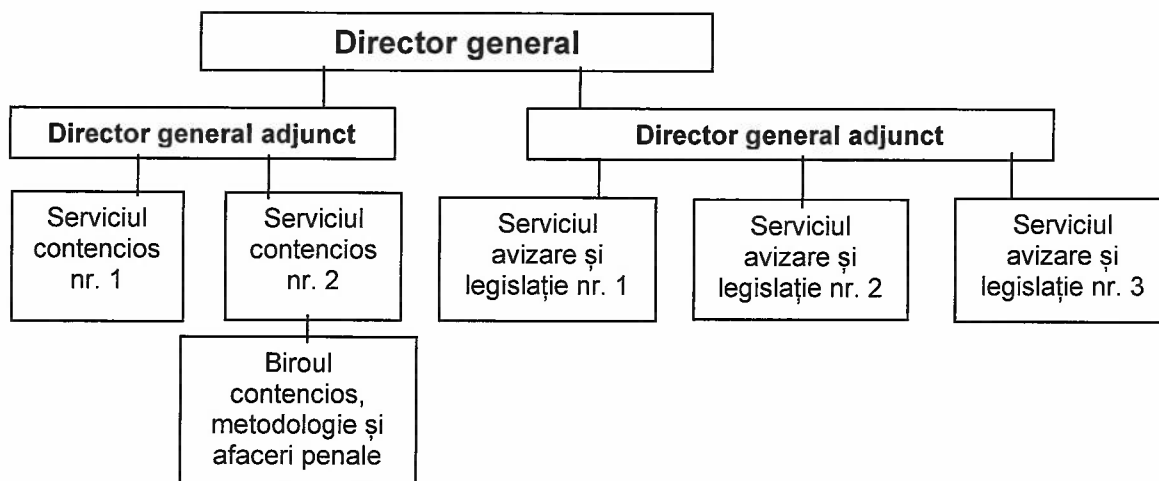 Director general
Director general adjunct
Director general adjunct
Serviciul
contencios
nr. 1
Serviciul
contencios
nr. 2
Serviciul
avizare și
legislație nr. 1
Serviciul
avizare și
legislație nr. 2
Serviciul
avizare și
legislație nr. 3
Biroul
contencios,
metodologie și
afaceri penale